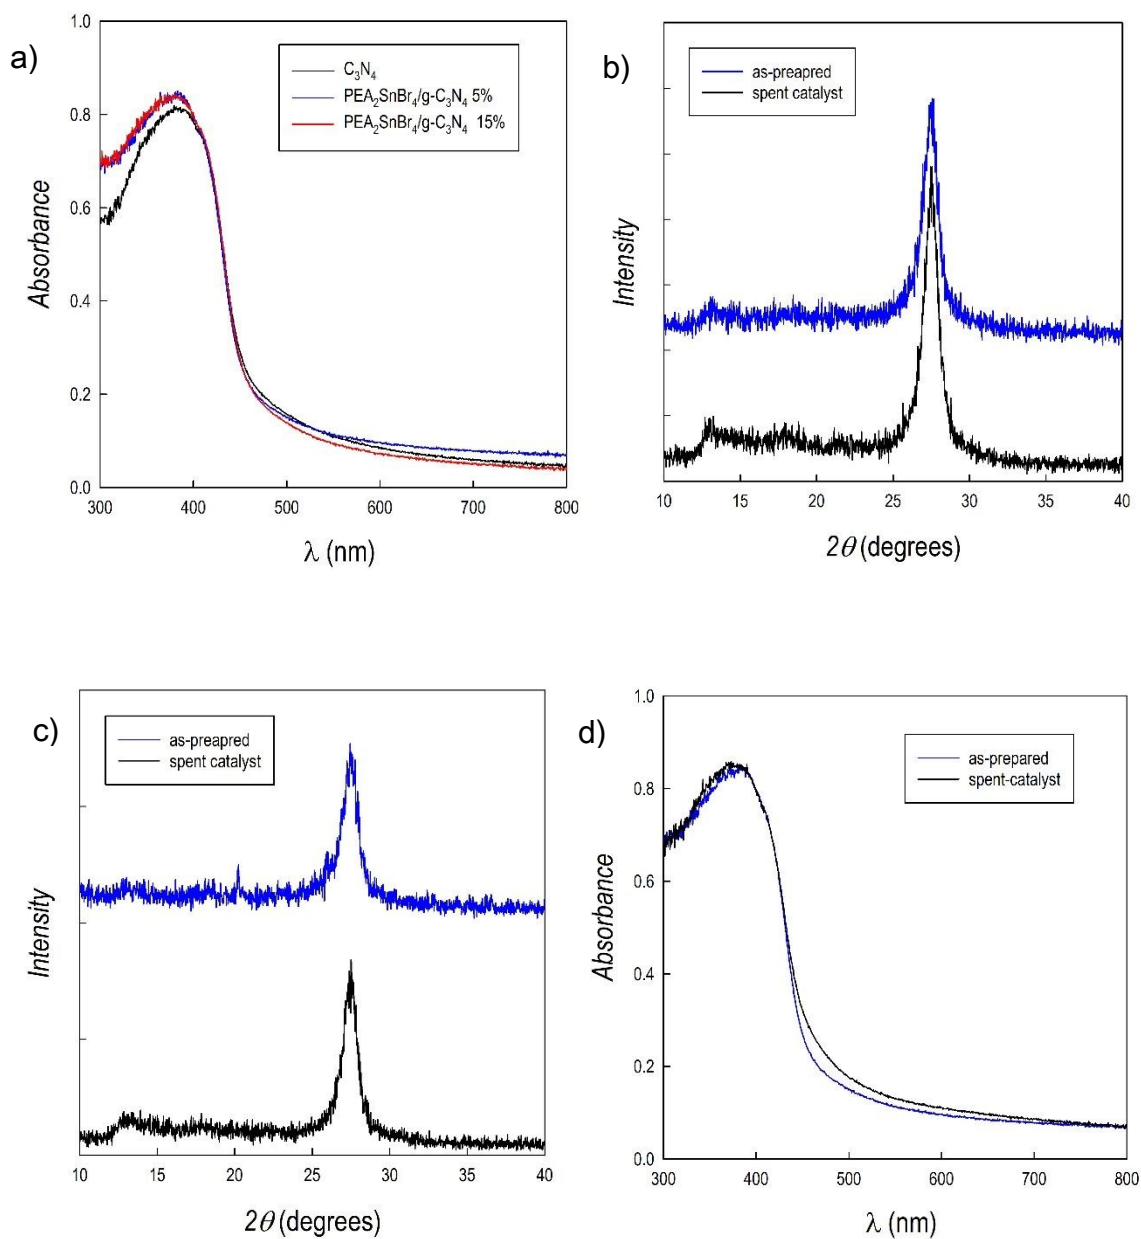 a)
1.0
0.8
0.6
0.4
0.2
0.0
Absorbance
C₃N₄
PEA₂SnBr₄/g-C₃N₄ 5%
PEA₂SnBr₄/g-C₃N₄ 15%
300 400 500 600 700 800
λ (nm)
b)
Intensity
as-preapred
spent catalyst
10 15 20 25 30 35 40
2θ (degrees)
c)
Intensity
as-preapred
spent catalyst
10 15 20 25 30 35 40
2θ (degrees)
d)
1.0
0.8
0.6
0.4
0.2
0.0
Absorbance
as-prepared
spent-catalyst
300 400 500 600 700 800
λ (nm)